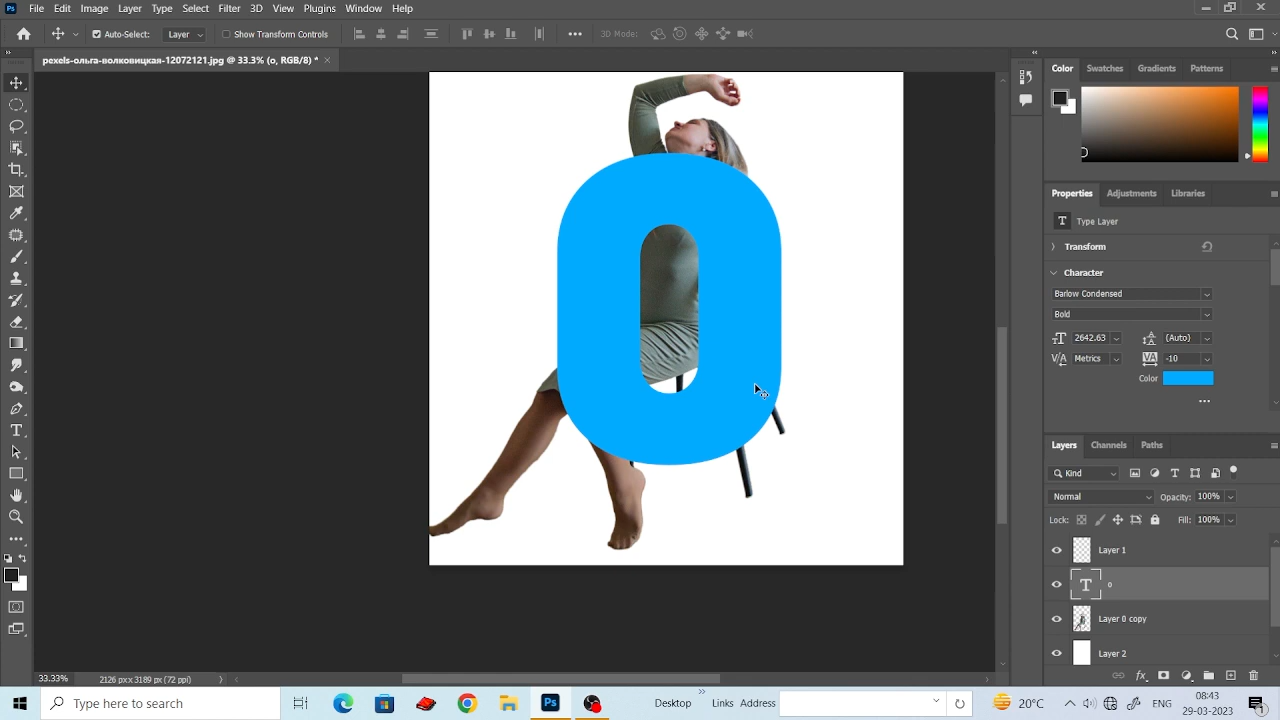 Ps File Edit Image Layer Type Select Filter 3D View Plugins Window Help
Auto-Select: Layer Show Transform Controls 3D Mode:
pexels-ольга-волковицкая-12072121.jpg @ 33.3% (o, RGB/8) *
Color Swatches Gradients Patterns
Properties Adjustments Libraries
T Type Layer
Transform
Character
Barlow Condensed
Bold
2642.63 (Auto)
Metrics -10
Color
Layers Channels Paths
Kind
Normal Opacity: 100%
Lock: Fill: 100%
Layer 1
T o
Layer 0 copy
Layer 2
O
33.33% 2126 px x 3189 px (72 ppi)
Type here to search Ps Desktop Link Address 20°C ENG 08:43
29-03-2023